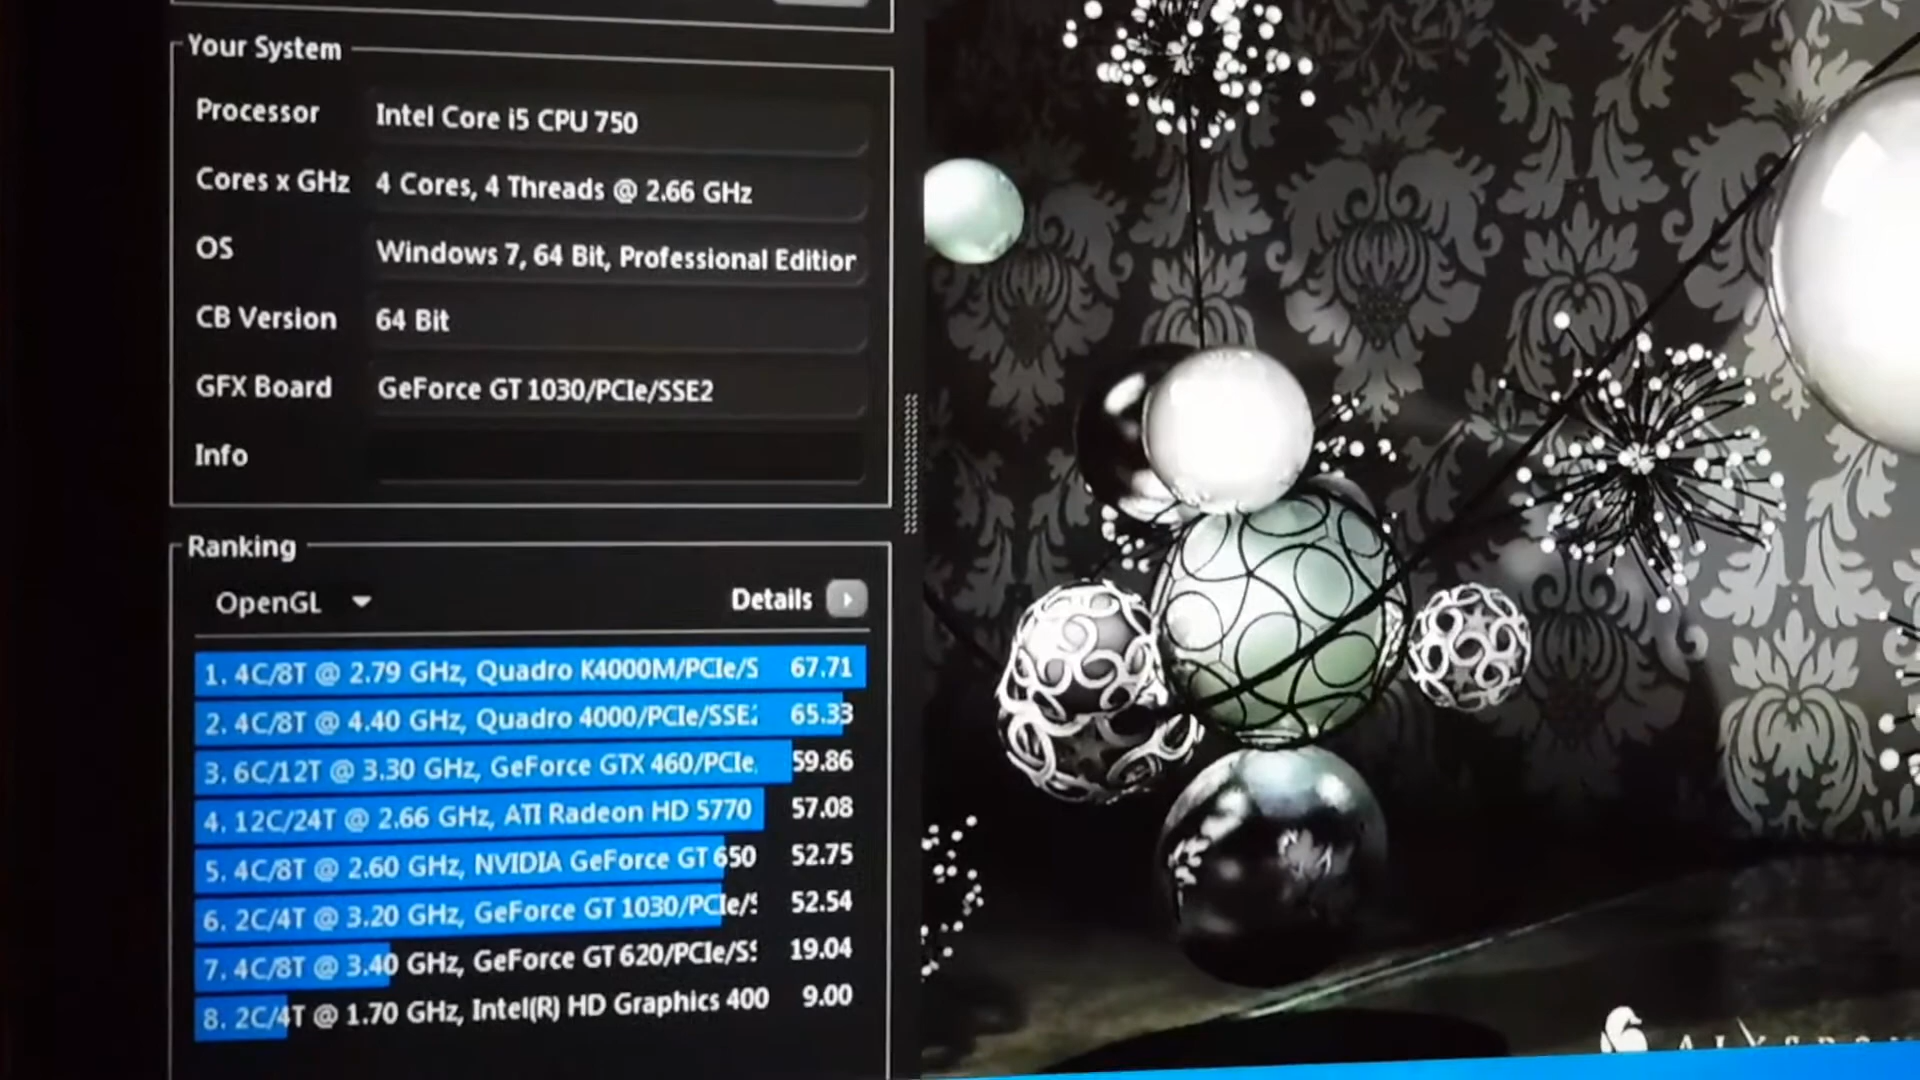 Your System
Processor Intel Core i5 CPU 750
Cores x GHz 4 Cores, 4 Threads @ 2.66 GHz
OS Windows 7, 64 Bit, Professional Edition
CB Version 64 Bit
GFX Board GeForce GT 1030/PCIe/SSE2
Info
Ranking
OpenGL Details
1. 4C/8T @ 2.79 GHz, Quadro K4000M/PCIe/S 67.71
2. 4C/8T @ 4.40 GHz, Quadro 4000/PCIe/SSE2 65.33
3. 6C/12T @ 3.30 GHz, GeForce GTX 460/PCIe/ 59.86
4. 12C/24T @ 2.66 GHz, ATI Radeon HD 5770 57.08
5. 4C/8T @ 2.60 GHz, NVIDIA GeForce GT 650 52.75
6. 2C/4T @ 3.20 GHz, GeForce GT 1030/PCIe/S 52.54
7. 4C/8T @ 3.40 GHz, GeForce GT 620/PCIe/SS 19.04
8. 2C/4T @ 1.70 GHz, Intel(R) HD Graphics 400 9.00